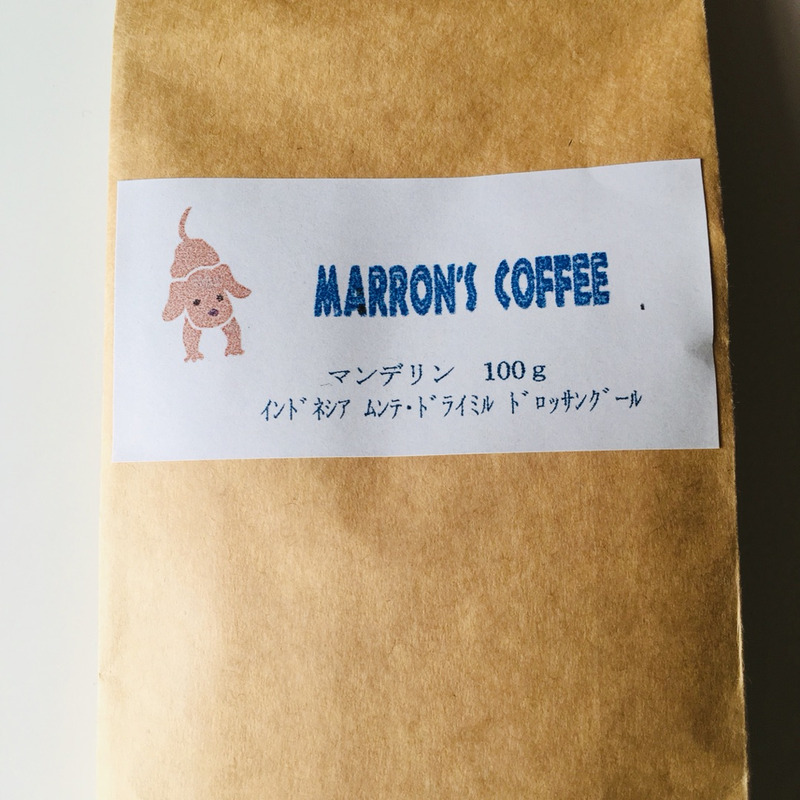 MARRON'S COFFEE
マンデリン 100g
インドネシア ムンテ・ドライミル ドロッサングール